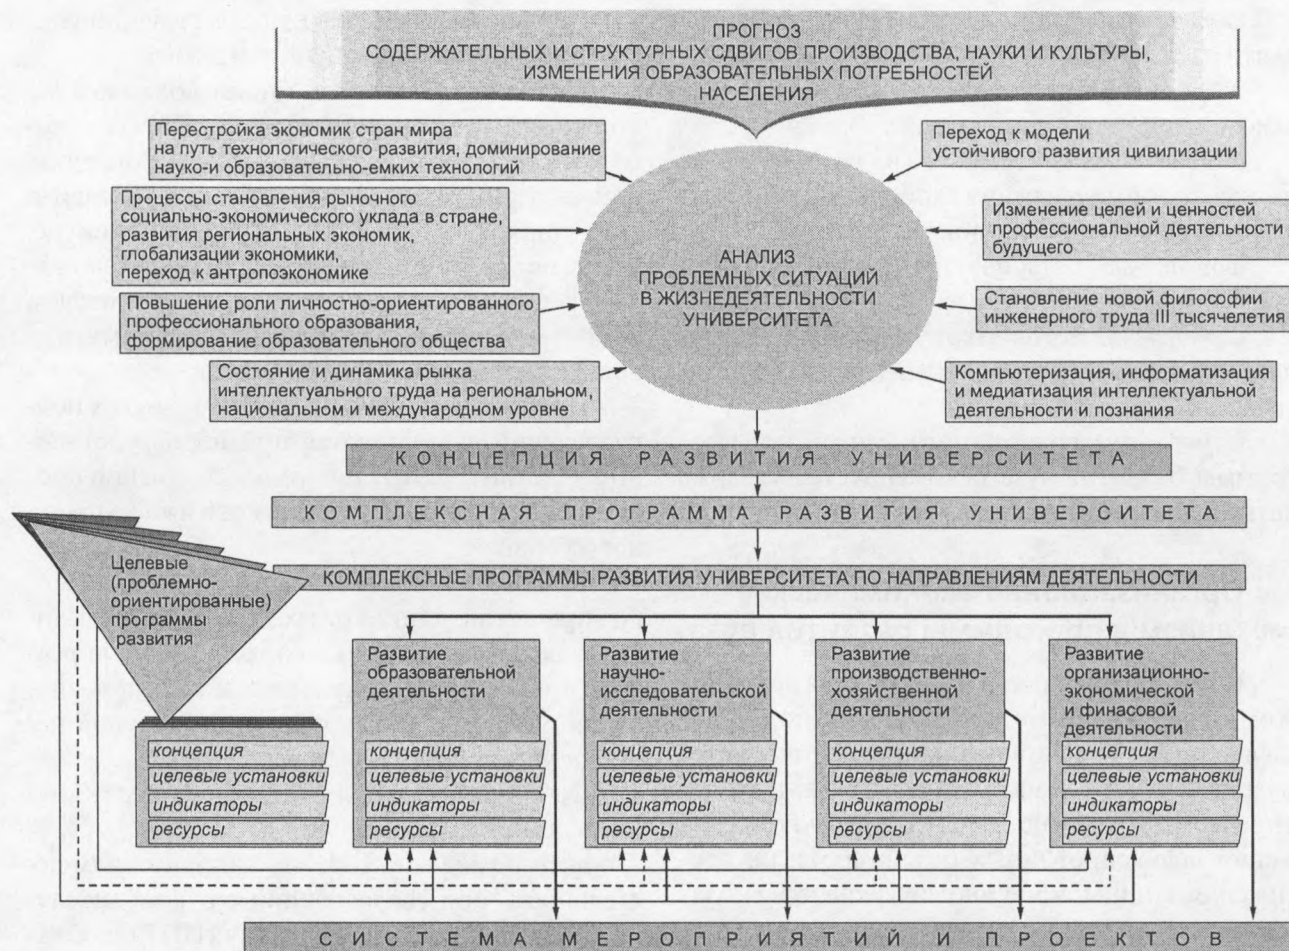 ПРОГНОЗ
СОДЕРЖАТЕЛЬНЫХ И СТРУКТУРНЫХ СДВИГОВ ПРОИЗВОДСТВА, НАУКИ И КУЛЬТУРЫ,
ИЗМЕНЕНИЯ ОБРАЗОВАТЕЛЬНЫХ ПОТРЕБНОСТЕЙ
НАСЕЛЕНИЯ
Перестройка экономик стран мира
на путь технологического развития, доминирование
науко-и образовательно-емких технологий
Процессы становления рыночного
социально-экономического уклада в стране,
развития региональных экономик,
глобализации экономики,
переход к антропоэкономике
Повышение роли личностно-ориентированного
профессионального образования,
формирование образовательного общества
Состояние и динамика рынка
интеллектуального труда на региональном,
национальном и международном уровне
АНАЛИЗ
ПРОБЛЕМНЫХ СИТУАЦИЙ
В ЖИЗНЕДЕЯТЕЛЬНОСТИ
УНИВЕРСИТЕТА
Переход к модели
устойчивого развития цивилизации
Изменение целей и ценностей
профессиональной деятельности
будущего
Становление новой философии
инженерного труда III тысячелетия
Компьютеризация, информатизация
и медиатизация интеллектуальной
деятельности и познания
КОНЦЕПЦИЯ РАЗВИТИЯ УНИВЕРСИТЕТА
КОМПЛЕКСНАЯ ПРОГРАММА РАЗВИТИЯ УНИВЕРСИТЕТА
КОМПЛЕКСНЫЕ ПРОГРАММЫ РАЗВИТИЯ УНИВЕРСИТЕТА ПО НАПРАВЛЕНИЯМ ДЕЯТЕЛЬНОСТИ
Целевые
(проблемно-
ориентированные)
программы
развития
концепция
целевые установки
индикаторы
ресурсы
Развитие
образовательной
деятельности
концепция
целевые установки
индикаторы
ресурсы
Развитие
научно-
исследовательской
деятельности
концепция
целевые установки
индикаторы
ресурсы
Развитие
производственно-
хозяйственной
деятельности
концепция
целевые установки
индикаторы
ресурсы
Развитие
организационно-
экономической
и финасовой
деятельности
концепция
целевые установки
индикаторы
ресурсы
СИСТЕМА МЕРОПРИЯТИЙ И ПРОЕКТОВ